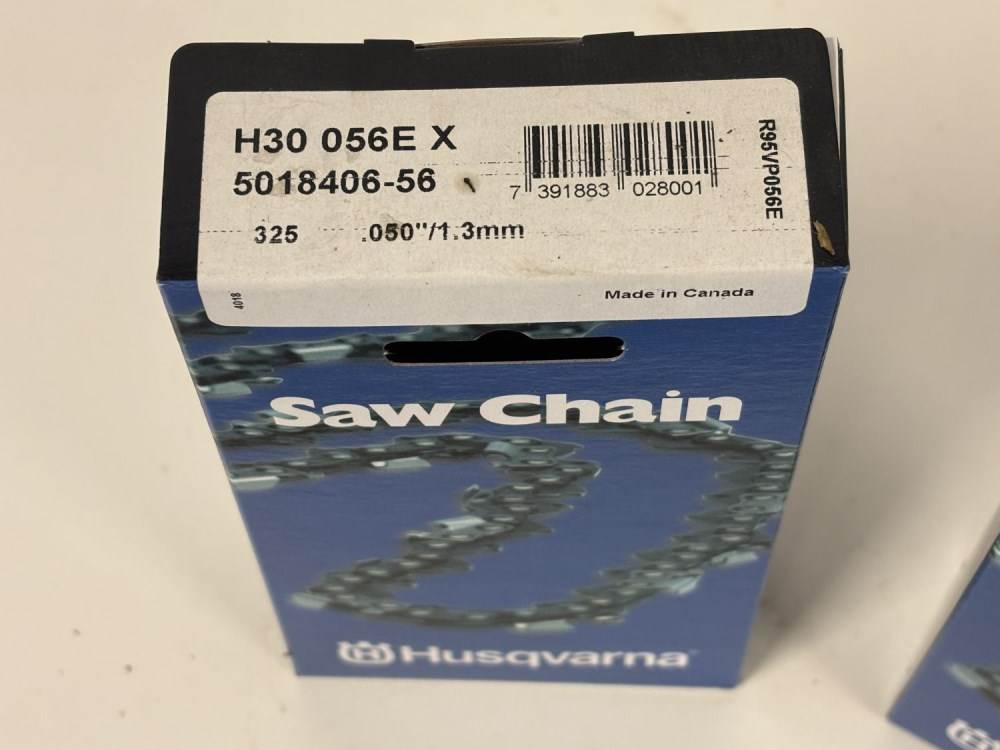 H30 056E X
5018406-56
325 .050"/1.3mm
7 391883 028001
R95VP056E
4018
Made in Canada
Saw Chain
Husqvarna